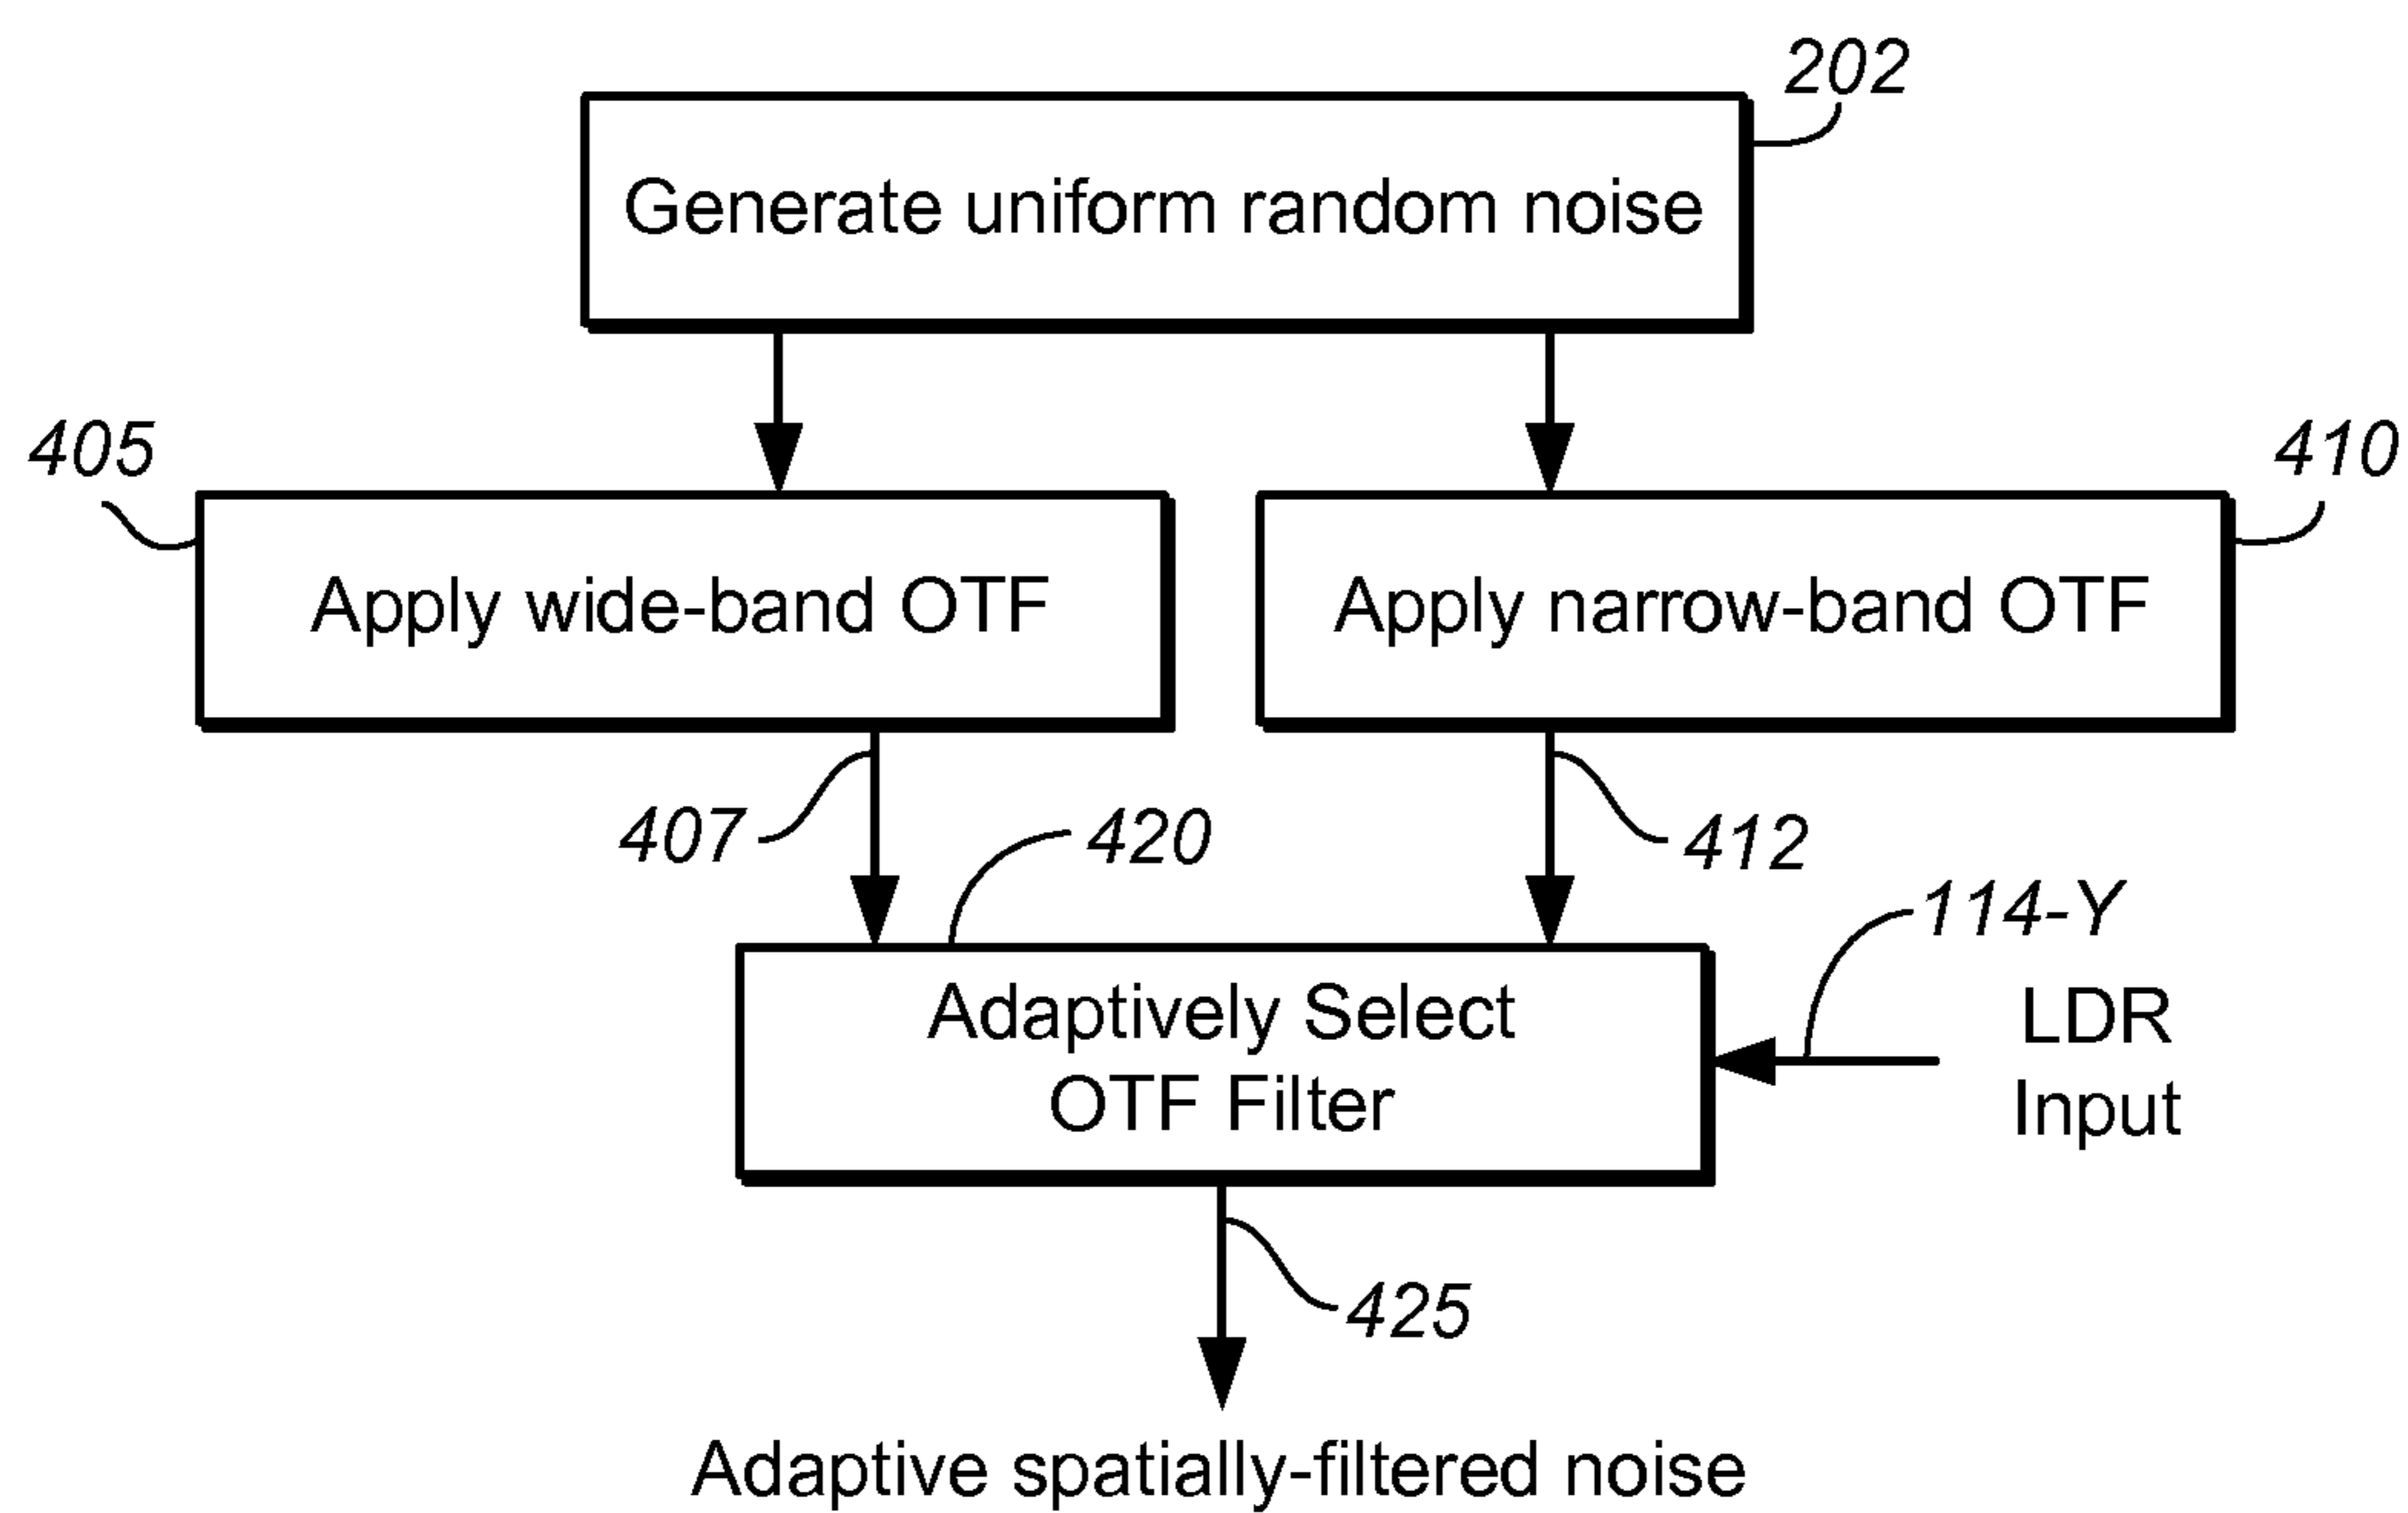 202
Generate uniform random noise
405
410
Apply wide-band OTF
Apply narrow-band OTF
407
420
412
114-Y
Adaptively Select
OTF Filter
LDR
Input
425
Adaptive spatially-filtered noise